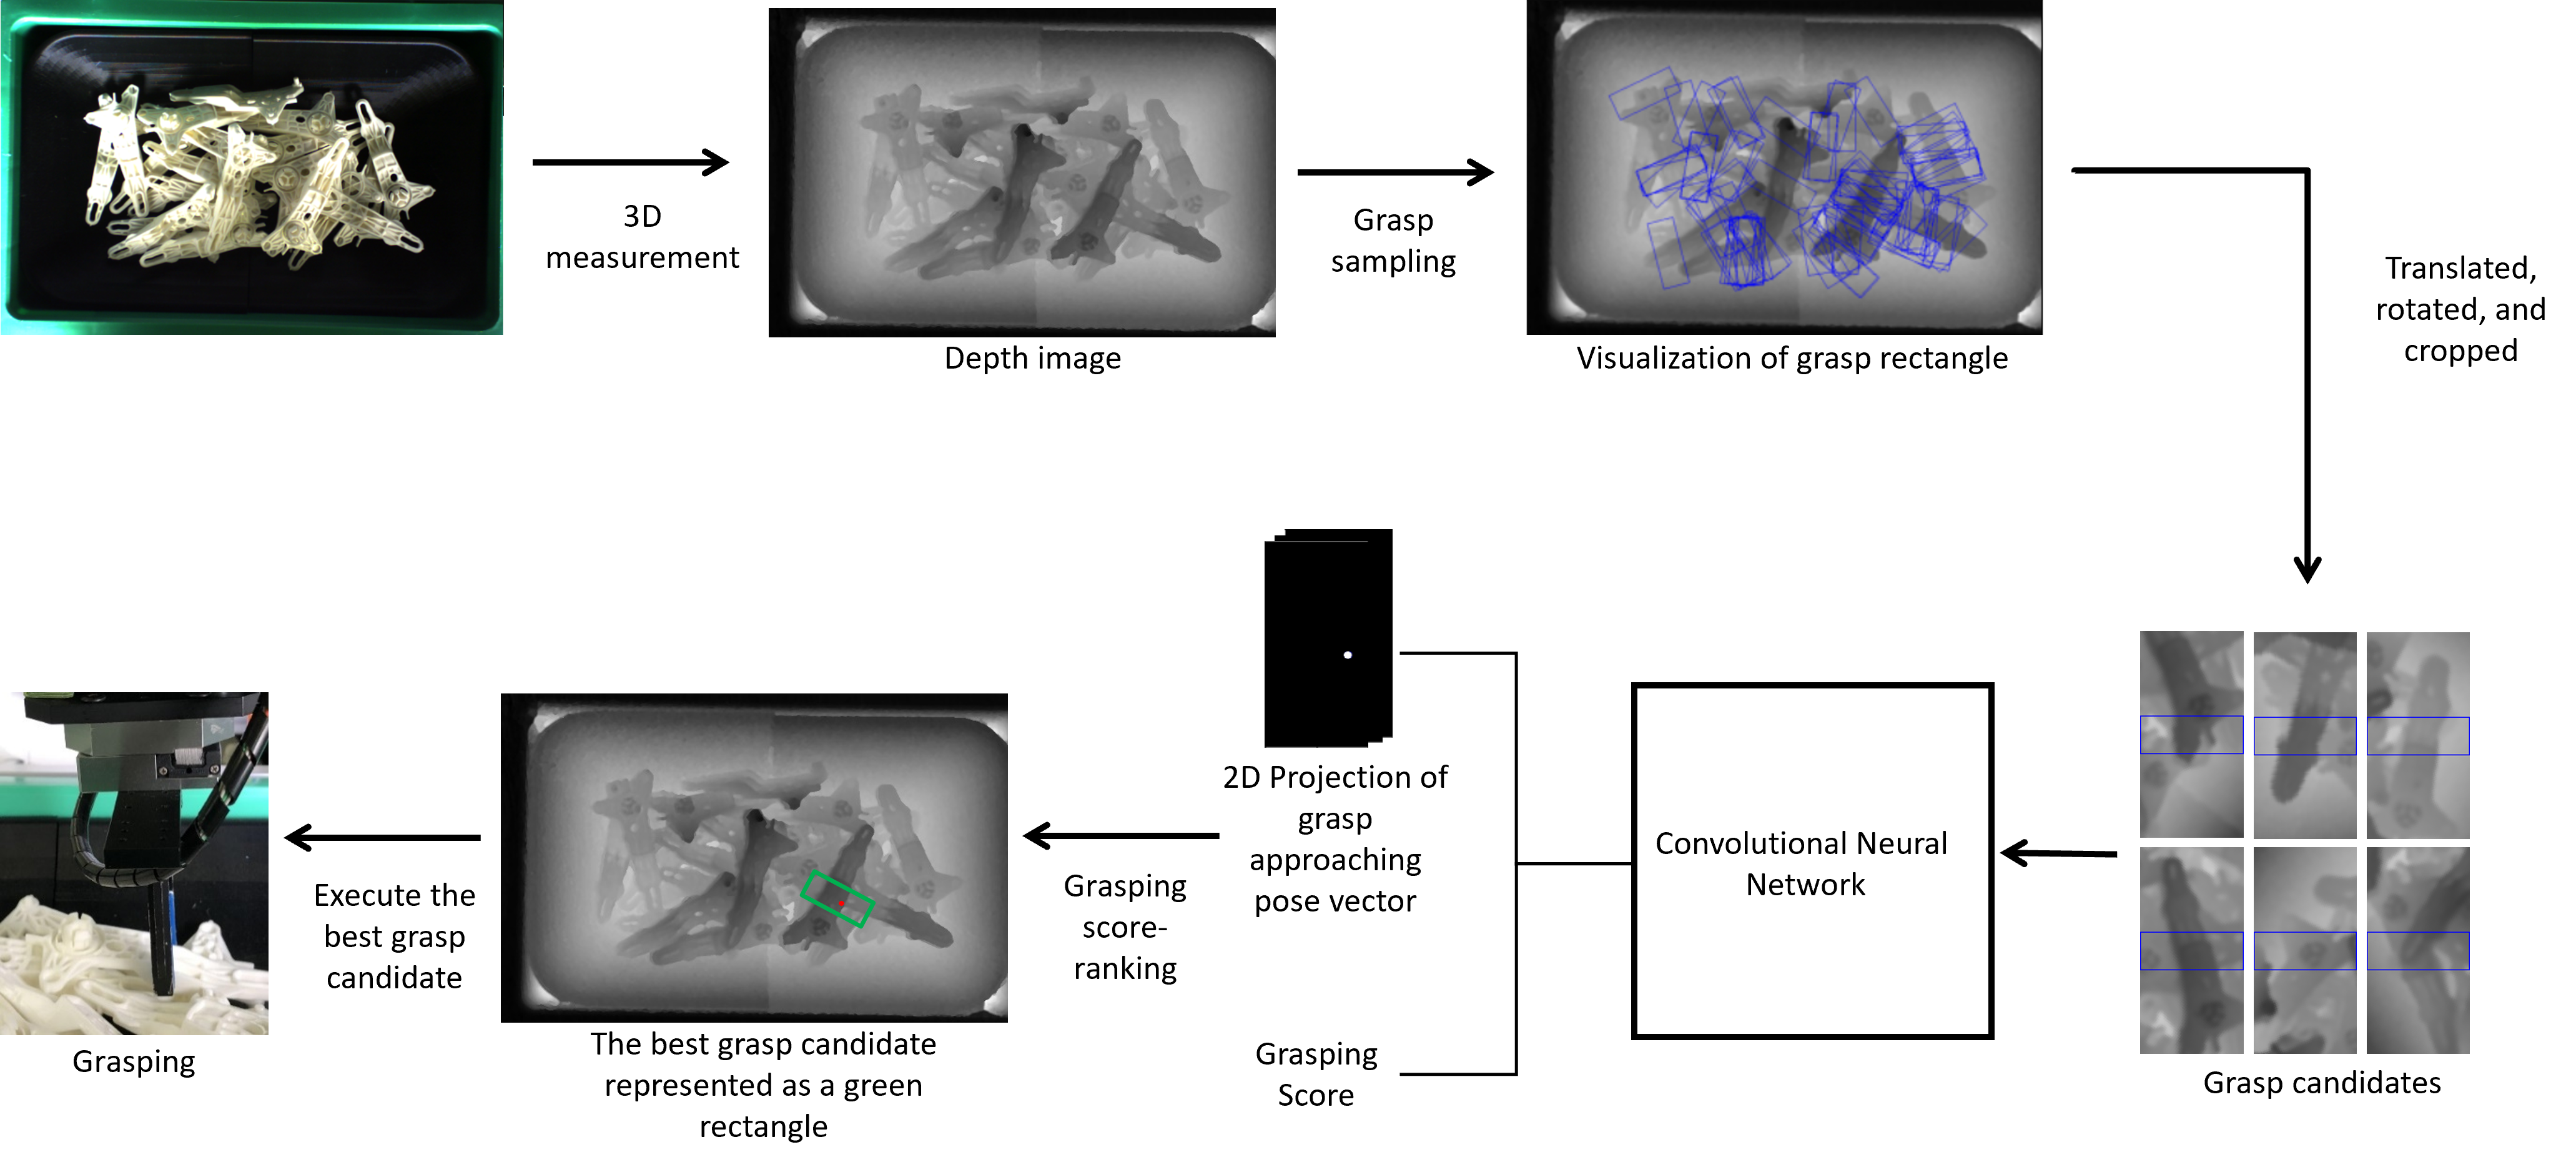 3D
measurement
Depth image
Grasp
sampling
Visualization of grasp rectangle
Translated,
rotated, and
cropped
Grasp candidates
Convolutional Neural
Network
2D Projection of
grasp
approaching
pose vector
Grasping
Score
Grasping
score-
ranking
The best grasp candidate
represented as a green
rectangle
Execute the
best grasp
candidate
Grasping